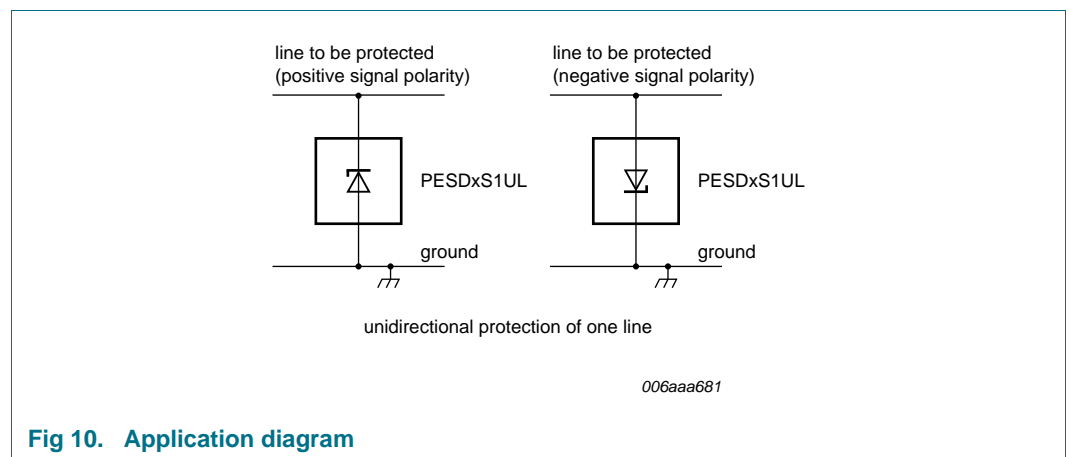 line to be protected
(positive signal polarity)
PESDxS1UL
ground
line to be protected
(negative signal polarity)
PESDxS1UL
ground
unidirectional protection of one line
006aaa681
Fig 10. Application diagram